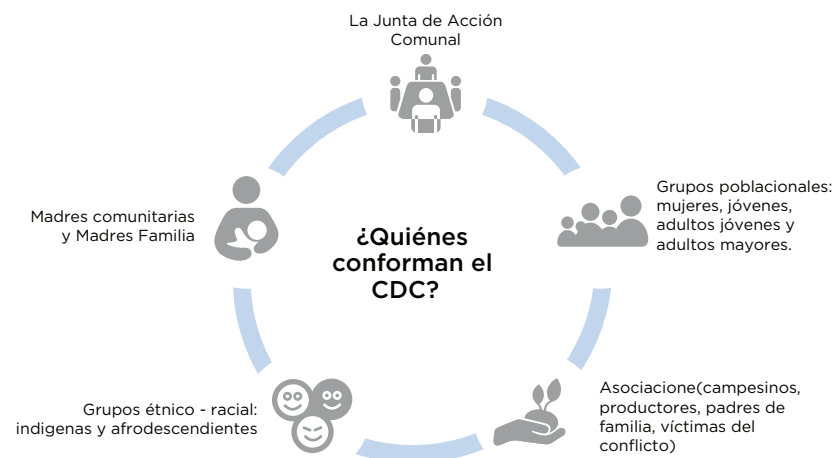 La Junta de Acción
Comunal
Grupos poblacionales:
mujeres, jóvenes,
adultos jóvenes y
adultos mayores.
Madres comunitarias
y Madres Familia
¿Quiénes
conforman el
CDC?
Asociacione(campesinos,
productores, padres de
familia, víctimas del
conflicto)
Grupos étnico - racial:
indigenas y afrodescendientes